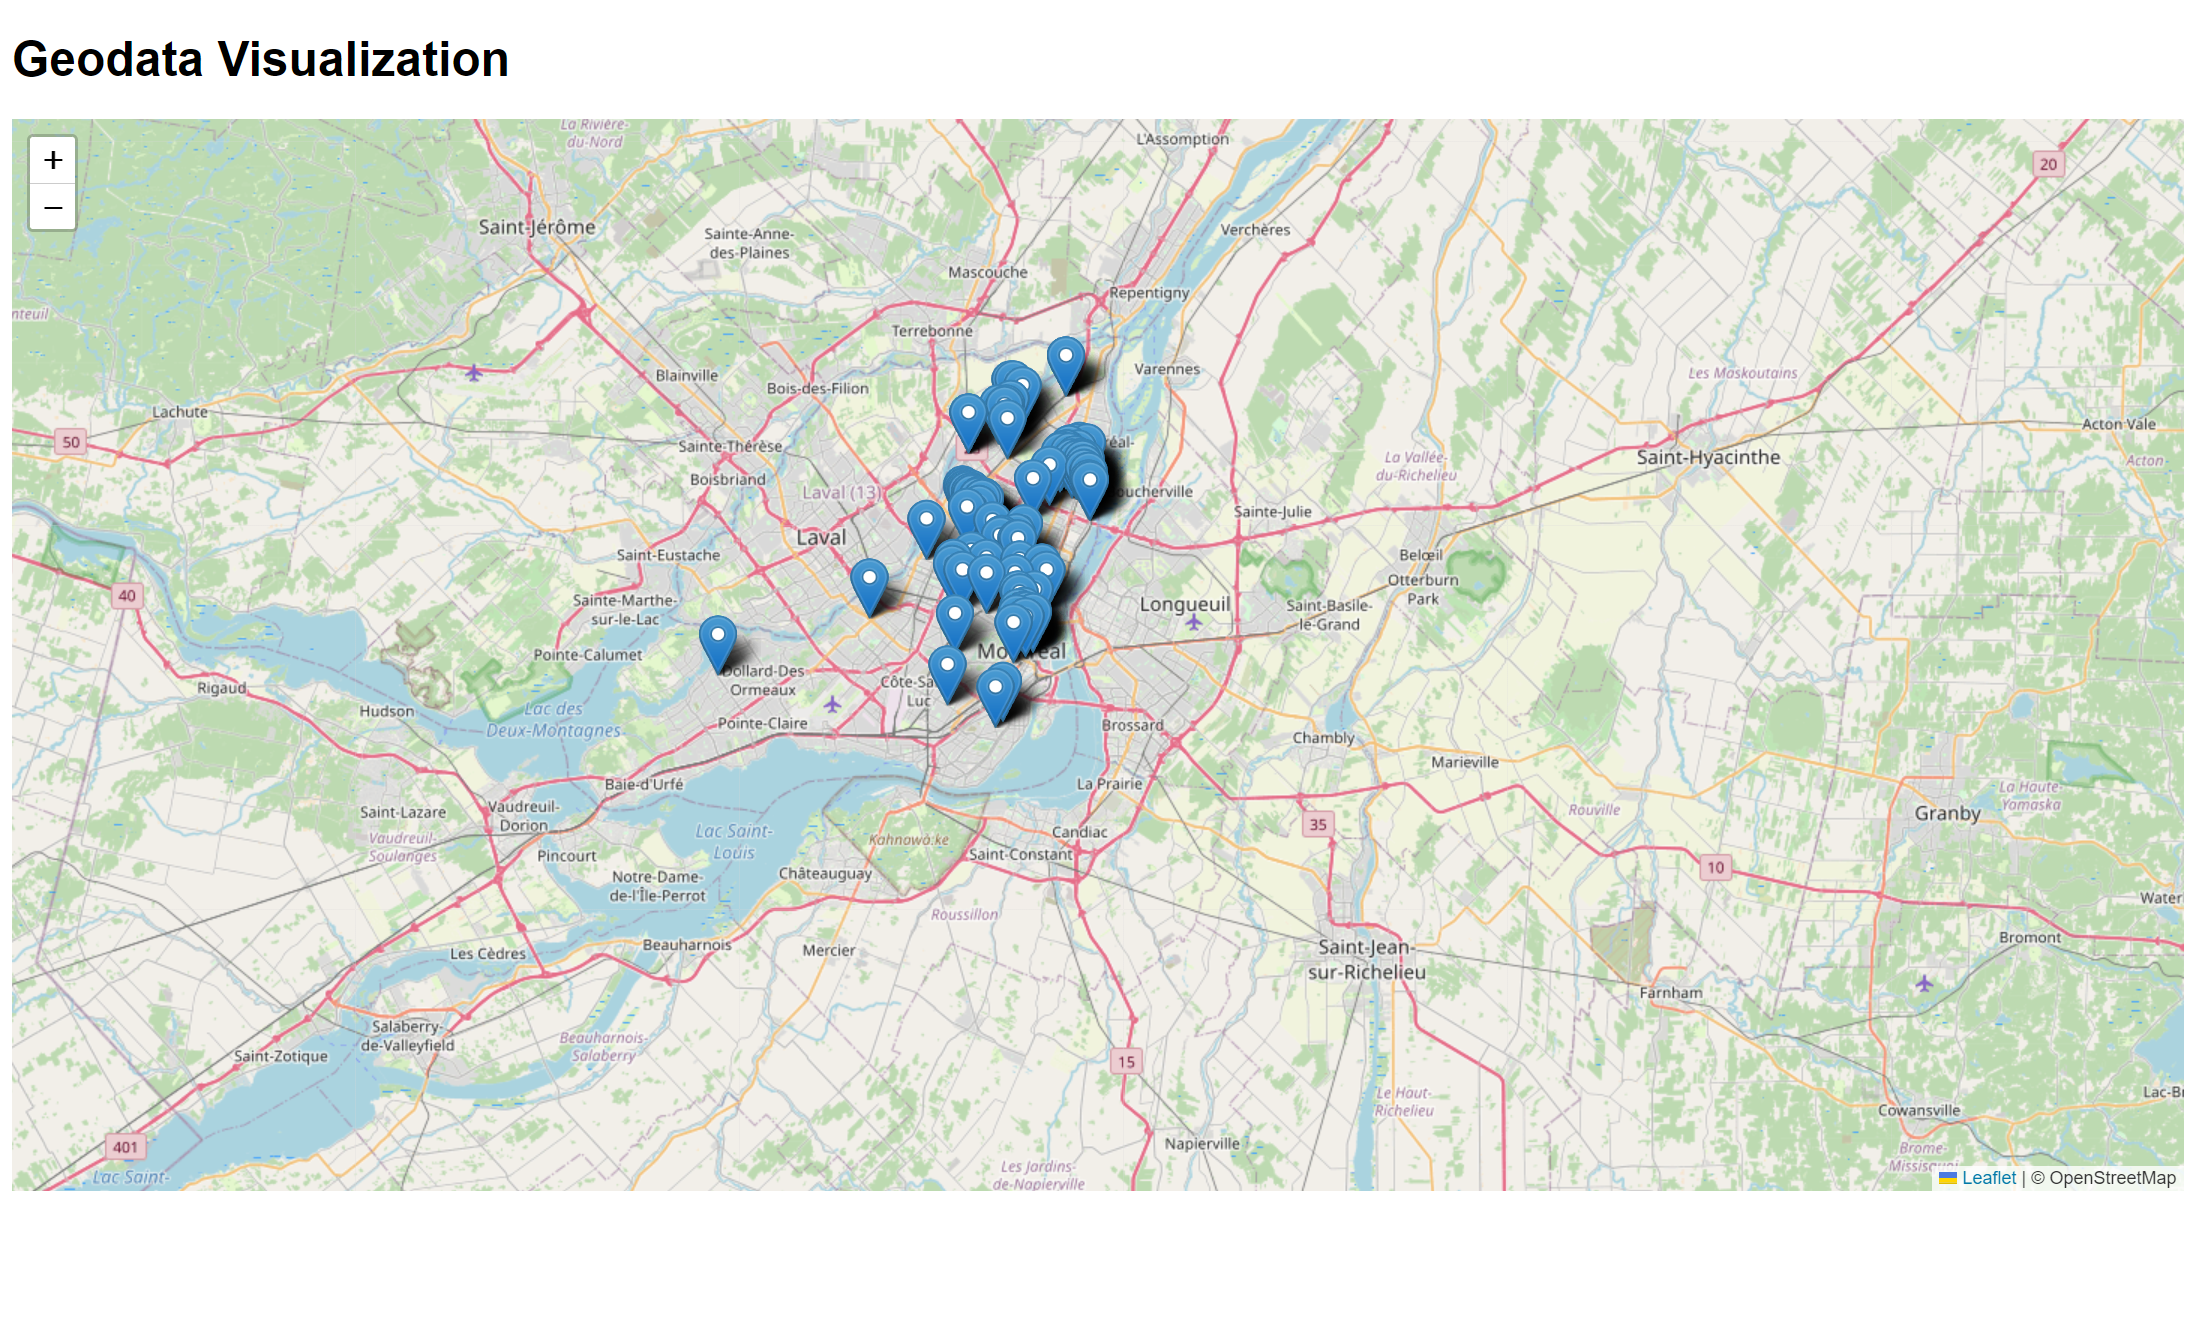 Geodata Visualization
+
−
La Rivière-
du-Nord
L'Assomption
20
Saint-Jérôme
Sainte-Anne-
des-Plaines
Verchères
Mascouche
Repentigny
nteuil
Terrebonne
Blainville
Bois-des-Filion
Varennes
Les Maskoutains
Lachute
50
Sainte-Thérèse
réal-
Acton Vale
Saint-Hyacinthe
La Vallée-
du-Richelieu
Acton-
Boisbriand
Laval (13)
oucherville
Sainte-Julie
Laval
Saint-Eustache
Belœil
Otterburn
Park
40
Sainte-Marthe-
sur-le-Lac
Longueuil
Saint-Basile-
le-Grand
Pointe-Calumet
Mo
eal
Dollard-Des
Ormeaux
Côte-Sa
Luc
Rigaud
Hudson
Lac des
Deux-Montagnes
Pointe-Claire
Brossard
Chambly
Marieville
Baie-d'Urfé
La Prairie
La Haute-
Yamaska
Saint-Lazare
Vaudreuil-
Dorion
Rouville
Granby
Vaudreuil-
Soulanges
Lac Saint-
Louis
Kahnawà:ke
Candiac
35
Pincourt
Saint-Constant
10
Notre-Dame-
de-l'Île-Perrot
Châteauguay
Water
Roussillon
Les Cèdres
Beauharnois
Mercier
Saint-Jean-
sur-Richelieu
Bromont
Farnham
Salaberry-
de-Valleyfield
Saint-Zotique
Beauharnois-
Salaberry
15
Le Haut-
Richelieu
Lac-Br
Cowansville
401
Napierville
Brome-
Missisqu
Lac Saint-
Les Jardins-
de-Napierville
Leaflet | © OpenStreetMap